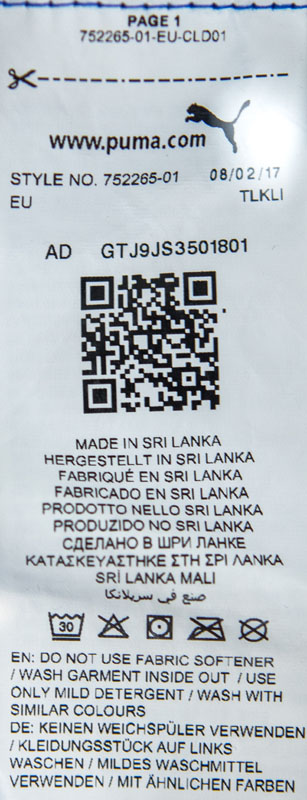 PAGE 1
752265-01-EU-CLD01
www.puma.com
STYLE NO. 752265-01 08/02/17
EU TLKLI
AD GTJ9JS3501801
MADE IN SRI LANKA
HERGESTELLT IN SRI LANKA
FABRIQUÉ EN SRI LANKA
FABRICADO EN SRI LANKA
PRODOTTO NELLO SRI LANKA
PRODUZIDO NO SRI LANKA
СДЕЛАНО В ШРИ ЛАНКЕ
ΚΑΤΑΣΚΕΥΑΣΤΗΚΕ ΣΤΗ ΣΡΙ ΛΑΝΚΑ
SRİ LANKA MALI
صنع في سريلانكا
30
EN: DO NOT USE FABRIC SOFTENER
/ WASH GARMENT INSIDE OUT / USE
ONLY MILD DETERGENT / WASH WITH
SIMILAR COLOURS
DE: KEINEN WEICHSPÜLER VERWENDEN
/ KLEIDUNGSSTÜCK AUF LINKS
WASCHEN / MILDES WASCHMITTEL
VERWENDEN / MIT ÄHNLICHEN FARBEN